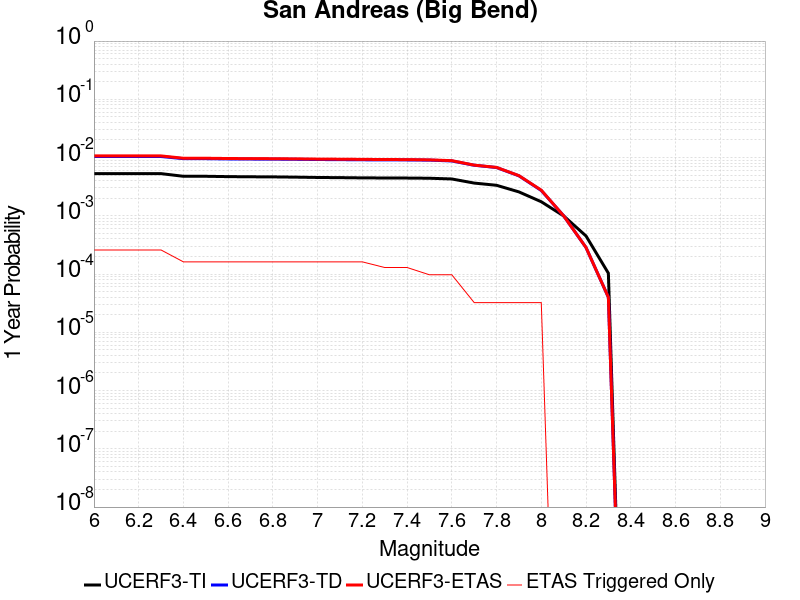 San Andreas (Big Bend)
10^0
10^-1
10^-2
10^-3
10^-4
10^-5
10^-6
10^-7
10^-8
1 Year Probability
6 6.2 6.4 6.6 6.8 7 7.2 7.4 7.6 7.8 8 8.2 8.4 8.6 8.8 9
Magnitude
UCERF3-TI UCERF3-TD UCERF3-ETAS ETAS Triggered Only